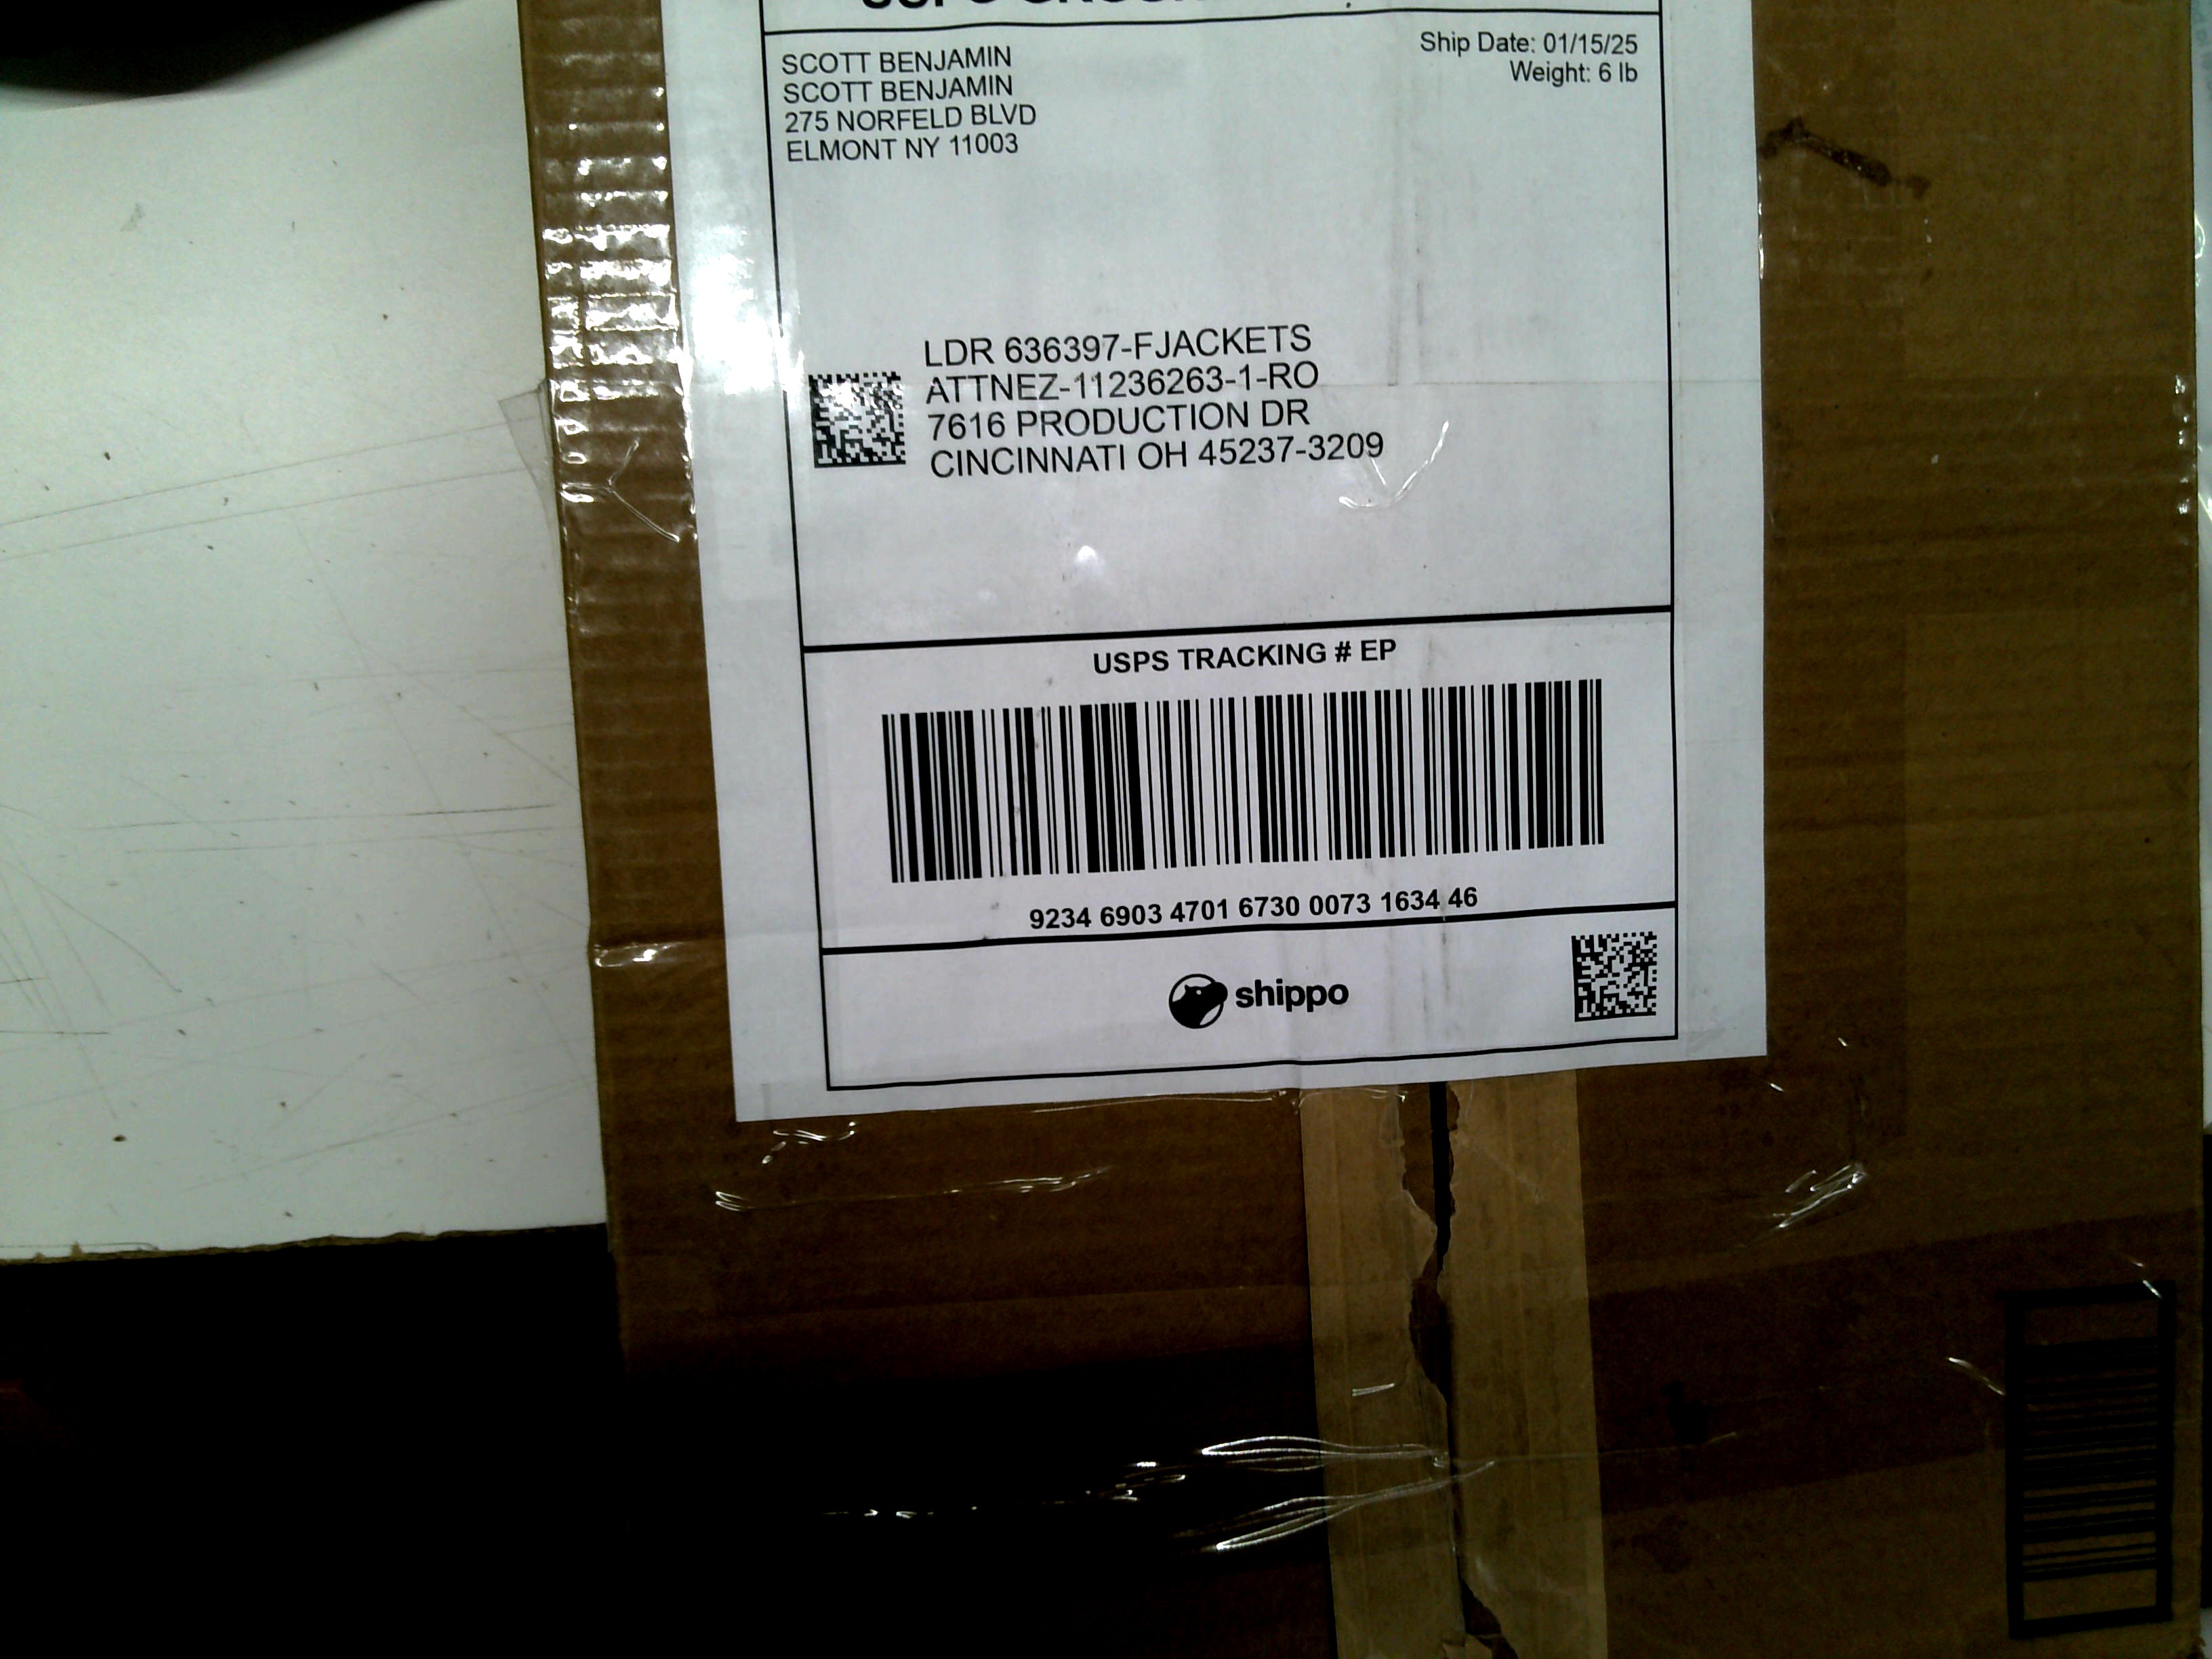 SCOTT BENJAMIN
SCOTT BENJAMIN
275 NORFELD BLVD
ELMONT NY 11003
Ship Date: 01/15/25
Weight: 6 lb
LDR 636397-FJACKETS
ATTNEZ-11236263-1-RO
7616 PRODUCTION DR
CINCINNATI OH 45237-3209
USPS TRACKING # EP
9234 6903 4701 6730 0073 1634 46
shippo